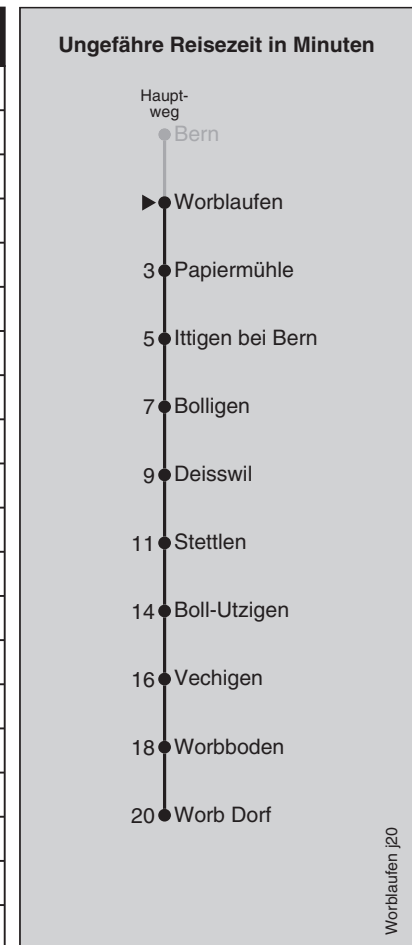 Ungefähre Reisezeit in Minuten
Haupt-
weg
Bern
Worblaufen
3 Papiermühle
5 Ittigen bei Bern
7 Bolligen
9 Deisswil
11 Stettlen
14 Boll-Utzigen
16 Vechigen
18 Worbboden
20 Worb Dorf
Worblaufen j20